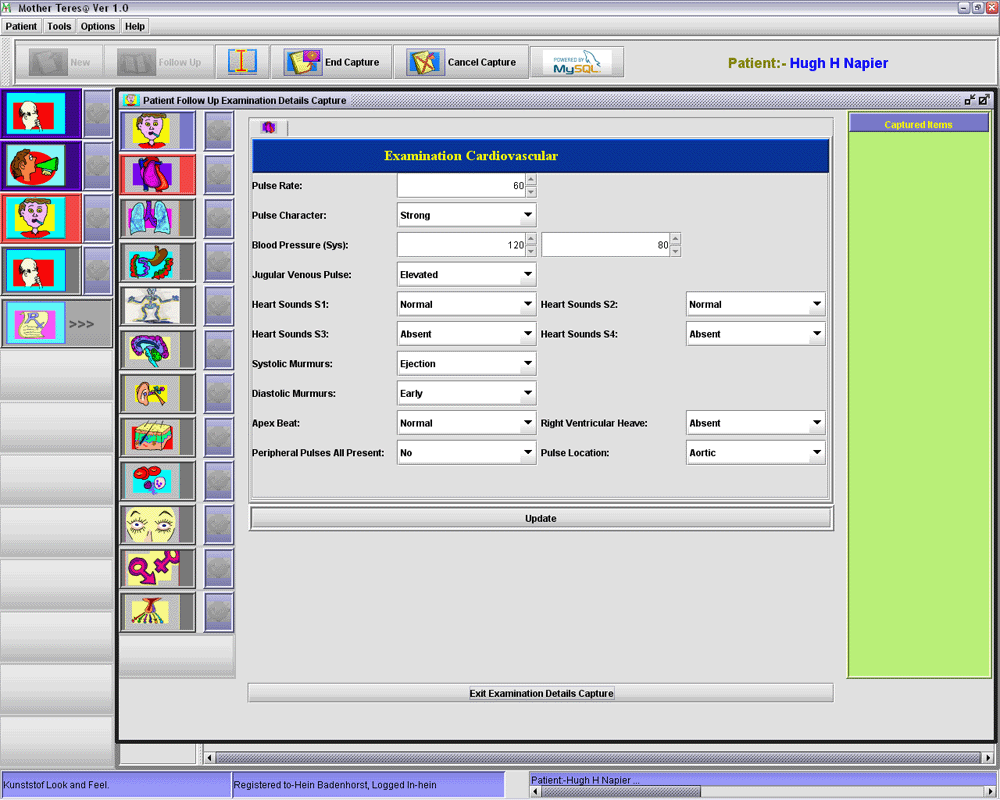 Mother Teres@ Ver 1.0
Patient Tools Options Help
New Follow Up End Capture Cancel Capture POWERED BY MySQL Patient:- Hugh H Napier
Patient Follow Up Examination Details Capture
Captured Items
Examination Cardiovascular
Pulse Rate: 60
Pulse Character: Strong
Blood Pressure (Sys): 120 80
Jugular Venous Pulse: Elevated
Heart Sounds S1: Normal Heart Sounds S2: Normal
Heart Sounds S3: Absent Heart Sounds S4: Absent
>>>
Systolic Murmurs: Ejection
Diastolic Murmurs: Early
Apex Beat: Normal Right Ventricular Heave: Absent
Peripheral Pulses All Present: No Pulse Location: Aortic
Update
Exit Examination Details Capture
Kunststof Look and Feel. Registered to-Hein Badenhorst, Logged In-hein Patient:-Hugh H Napier ...